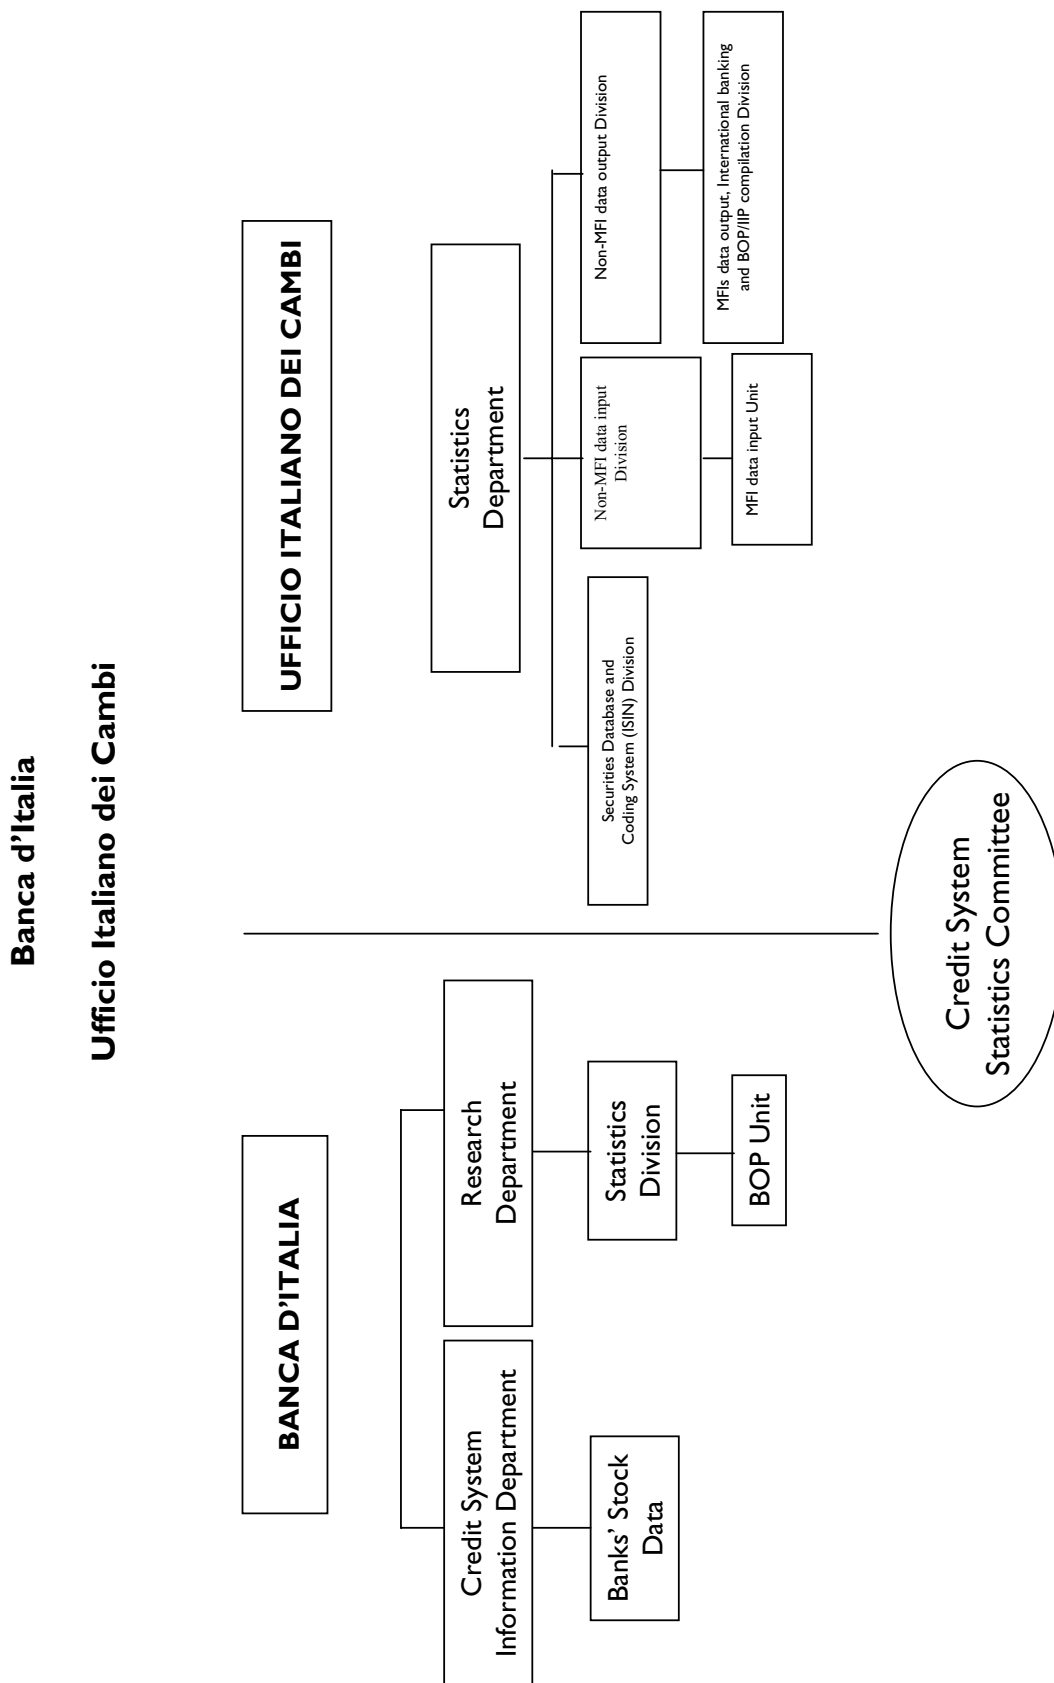 Banca d'Italia
Ufficio Italiano dei Cambi
BANCA D'ITALIA
UFFICIO ITALIANO DEI CAMBI
Credit System
Information Department
Research
Department
Statistics
Department
Banks' Stock
Data
Statistics
Division
BOP Unit
Securities Database and
Coding System (ISIN) Division
Non-MFI data input
Division
MFI data input Unit
Non-MFI data output Division
MFIs data output, International banking
and BOP/IIP compilation Division
Credit System
Statistics Committee